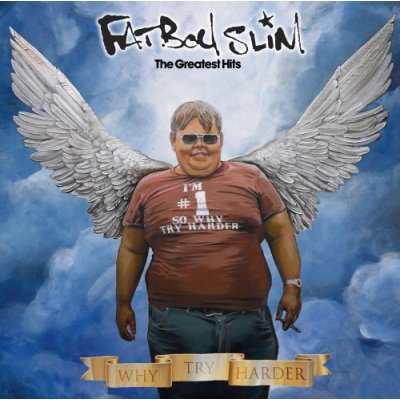 FATBOY SLIM
The Greatest Hits
I'M
#1
SO WHY
TRY HARDER
WHY TRY HARDER